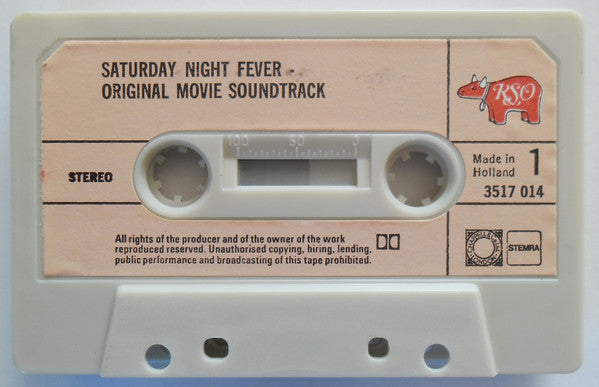 SATURDAY NIGHT FEVER -
ORIGINAL MOVIE SOUNDTRACK
RSO
100 50 0
STEREO
Made in
Holland
1
3517 014
All rights of the producer and of the owner of the work
reproduced reserved. Unauthorised copying, hiring, lending,
public performance and broadcasting of this tape prohibited.
STEMRA